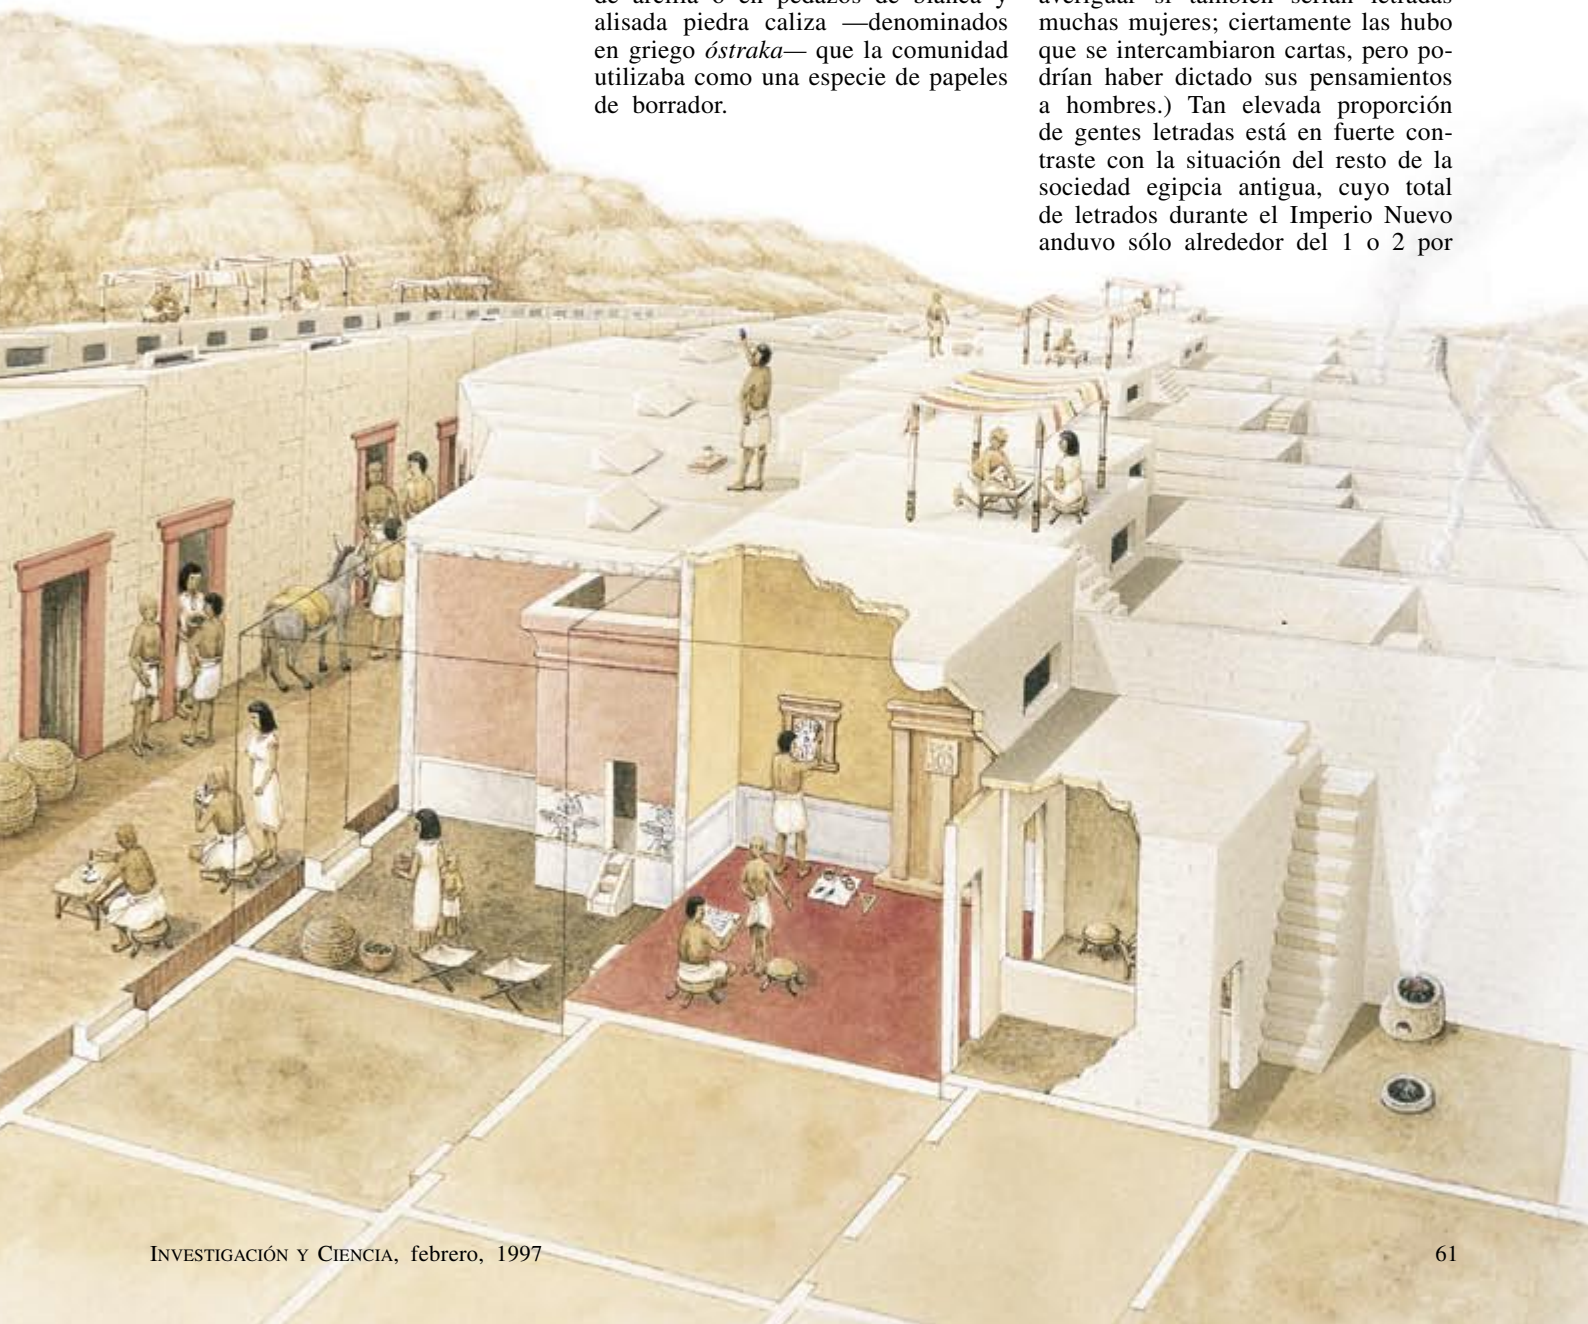 alisada piedra caliza —denominados
en griego óstraka— que la comunidad
utilizaba como una especie de papeles
de borrador.
muchas mujeres; ciertamente las hubo
que se intercambiaron cartas, pero po-
drían haber dictado sus pensamientos
a hombres.) Tan elevada proporción
de gentes letradas está en fuerte con-
traste con la situación del resto de la
sociedad egipcia antigua, cuyo total
de letrados durante el Imperio Nuevo
anduvo sólo alrededor del 1 o 2 por
INVESTIGACIÓN Y CIENCIA, febrero, 1997
61